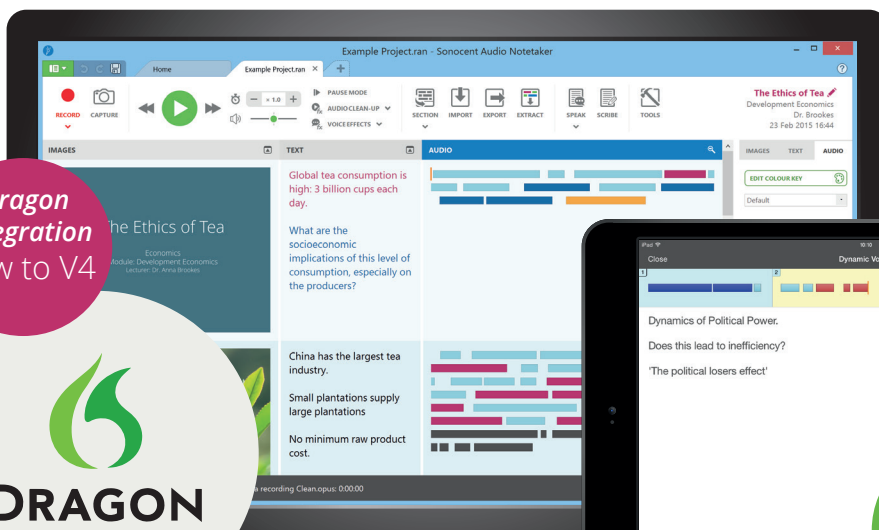 Example Project.ran - Sonocent Audio Notetaker
Home
Example Project.ran
RECORD
CAPTURE
× 1.0
PAUSE MODE
AUDIO CLEAN-UP
VOICE EFFECTS
SECTION
IMPORT
EXPORT
EXTRACT
SPEAK
SCRIBE
TOOLS
The Ethics of Tea
Development Economics
Dr. Brookes
23 Feb 2015 16:44
IMAGES
TEXT
AUDIO
IMAGES
TEXT
AUDIO
EDIT COLOUR KEY
Default
he Ethics of Tea
Economics
Module: Development Economics
Lecturer: Dr. Anna Brookes
Global tea consumption is
high: 3 billion cups each
day.
What are the
socioeconomic
implications of this level of
consumption, especially on
the producers?
China has the largest tea
industry.
Small plantations supply
large plantations
No minimum raw product
cost.
recording Clean.opus: 0:00:00
ragon
egration
w to V4
DRAGON
iPad
10:10
Close
Dynamic Vo
1
2
Dynamics of Political Power.
Does this lead to inefficiency?
'The political losers effect'